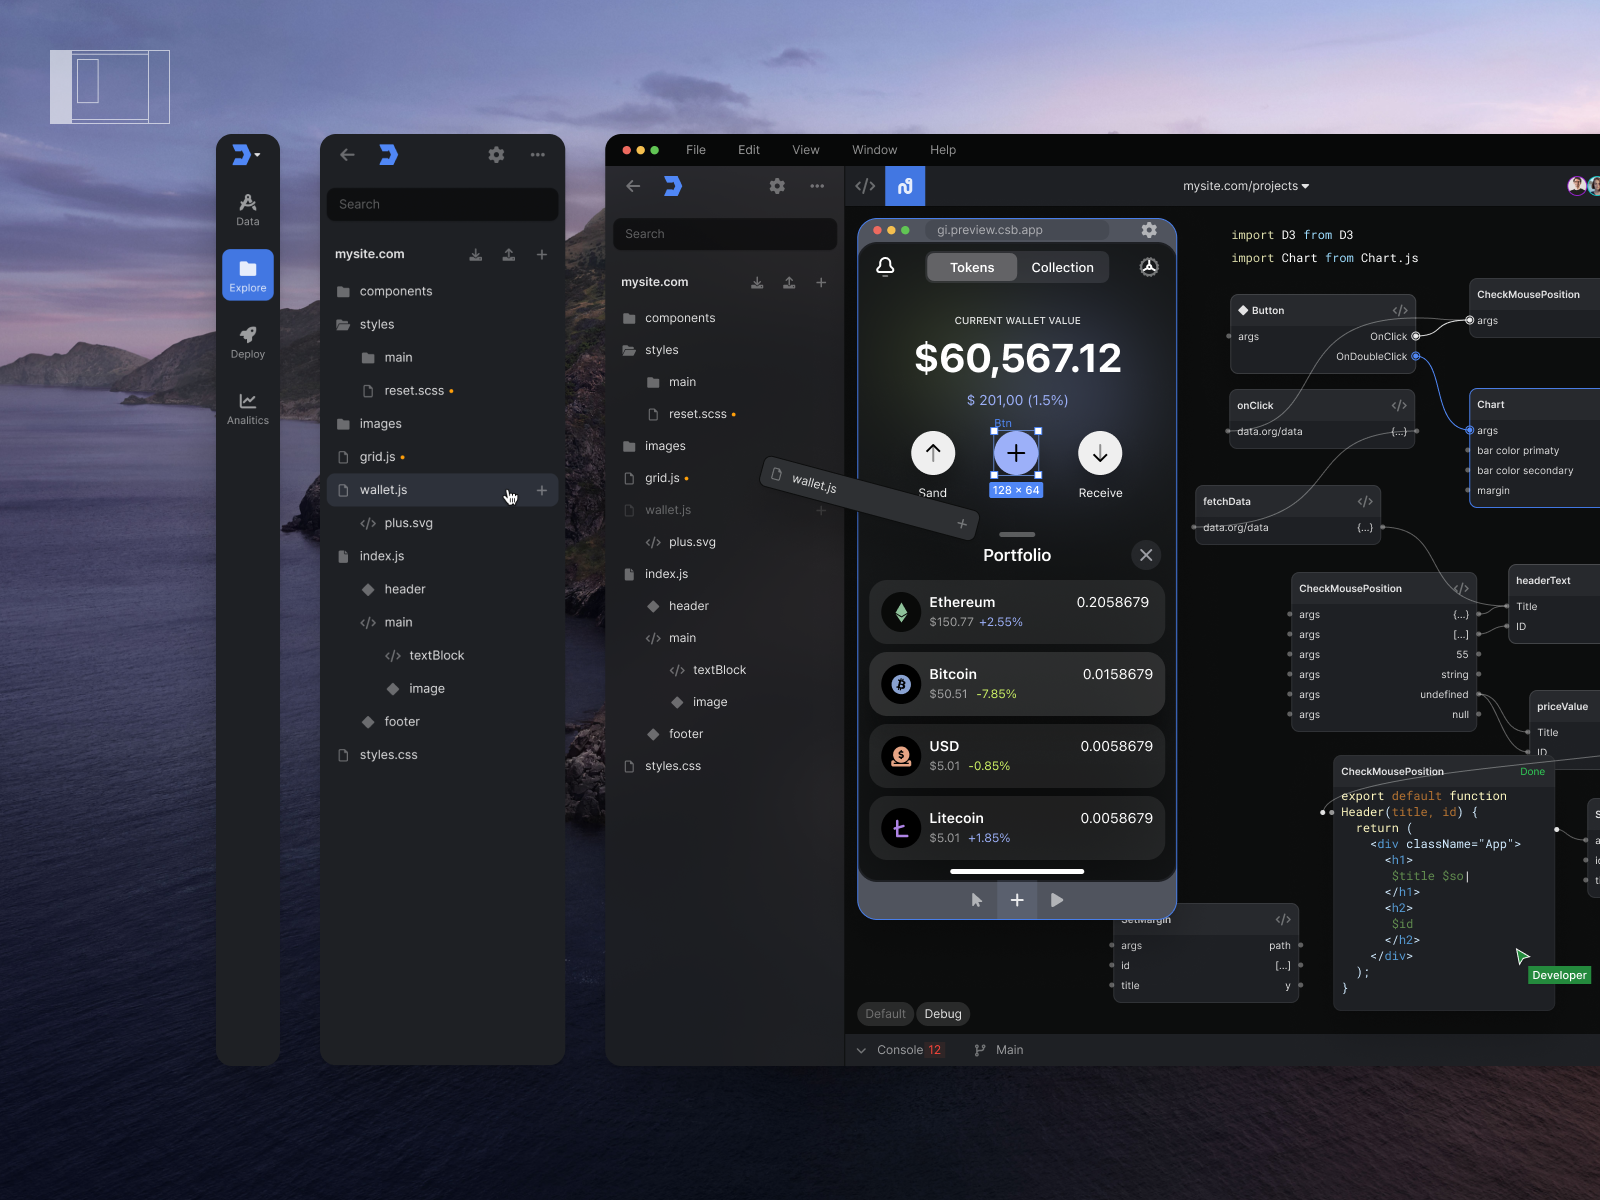 Data
Explore
Deploy
Analitics
Search
mysite.com
components
styles
main
reset.scss
images
grid.js
wallet.js
plus.svg
index.js
header
main
textBlock
image
footer
styles.css
File Edit View Window Help
Search
mysite.com
components
styles
main
reset.scss
images
grid.js
wallet.js
plus.svg
index.js
header
main
textBlock
image
footer
styles.css
wallet.js
mysite.com/projects
gi.preview.csb.app
Tokens Collection
CURRENT WALLET VALUE
$60,567.12
$ 201,00 (1.5%)
Btn
128 × 64
Sand Receive
Portfolio
Ethereum 0.2058679
$150.77 +2.55%
Bitcoin 0.0158679
$50.51 -7.85%
USD 0.0058679
$5.01 -0.85%
Litecoin 0.0058679
$5.01 +1.85%
import D3 from D3
import Chart from Chart.js
Button
args OnClick
OnDoubleClick
CheckMousePosition
args
onClick
data.org/data {...}
Chart
args
bar color primaty
bar color secondary
margin
fetchData
data.org/data {...}
CheckMousePosition
args {...}
args [...]
args 55
args string
args undefined
args null
headerText
Title
ID
priceValue
Title
ID
CheckMousePosition Done
export default function
Header(title, id) {
return (
<div className="App">
<h1>
$title $so|
</h1>
<h2>
$id
</h2>
</div>
);
}
Developer
SetMargin
args path
id [...]
title y
Default Debug
Console 12 Main